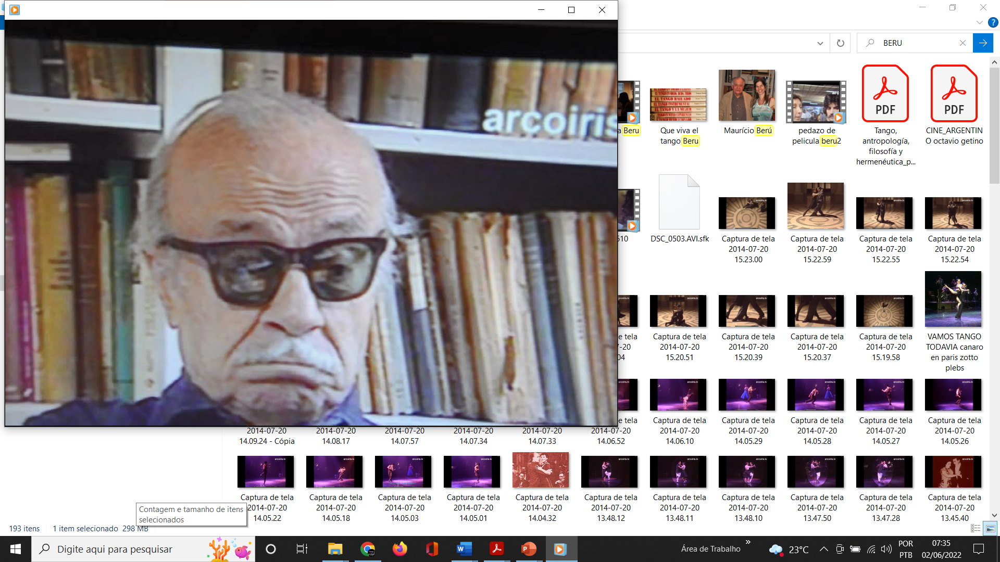 arcoiris
BERU
a Beru
Que viva el
tango Beru
Maurício Berú
pedazo de
pelicula beru2
PDF
Tango,
antropología,
filosofía y
hermenéutica_p...
PDF
CINE_ARGENTIN
O octavio getino
510
DSC_0503.AVI.sfk
Captura de tela
2014-07-20
15.23.00
Captura de tela
2014-07-20
15.22.59
Captura de tela
2014-07-20
15.22.55
Captura de tela
2014-07-20
15.22.54
e tela
7-20
04
Captura de tela
2014-07-20
15.20.51
Captura de tela
2014-07-20
15.20.39
Captura de tela
2014-07-20
15.20.37
Captura de tela
2014-07-20
15.19.58
VAMOS TANGO
TODAVIA canaro
en paris zotto
plebs
2014-07-20
14.09.24 - Cópia
2014-07-20
14.08.17
2014-07-20
14.07.57
2014-07-20
14.07.34
2014-07-20
14.07.33
e tela
2014-07-20
14.06.52
Captura de tela
2014-07-20
14.06.10
Captura de tela
2014-07-20
14.05.29
Captura de tela
2014-07-20
14.05.28
Captura de tela
2014-07-20
14.05.27
Captura de tela
2014-07-20
14.05.26
Captura de tela
2014-07-20
14.05.22
Captura de tela
2014-07-20
14.05.18
Captura de tela
2014-07-20
14.05.03
Captura de tela
2014-07-20
14.05.01
Captura de tela
2014-07-20
14.04.32
Captura de tela
2014-07-20
13.48.12
Captura de tela
2014-07-20
13.48.11
Captura de tela
2014-07-20
13.48.10
Captura de tela
2014-07-20
13.47.50
Captura de tela
2014-07-20
13.47.28
Captura de tela
2014-07-20
13.45.40
Contagem e tamanho de itens
selecionados
193 itens
1 item selecionado 298 MB
Digite aqui para pesquisar
Área de Trabalho
23°C
POR
PTB
07:35
02/06/2022